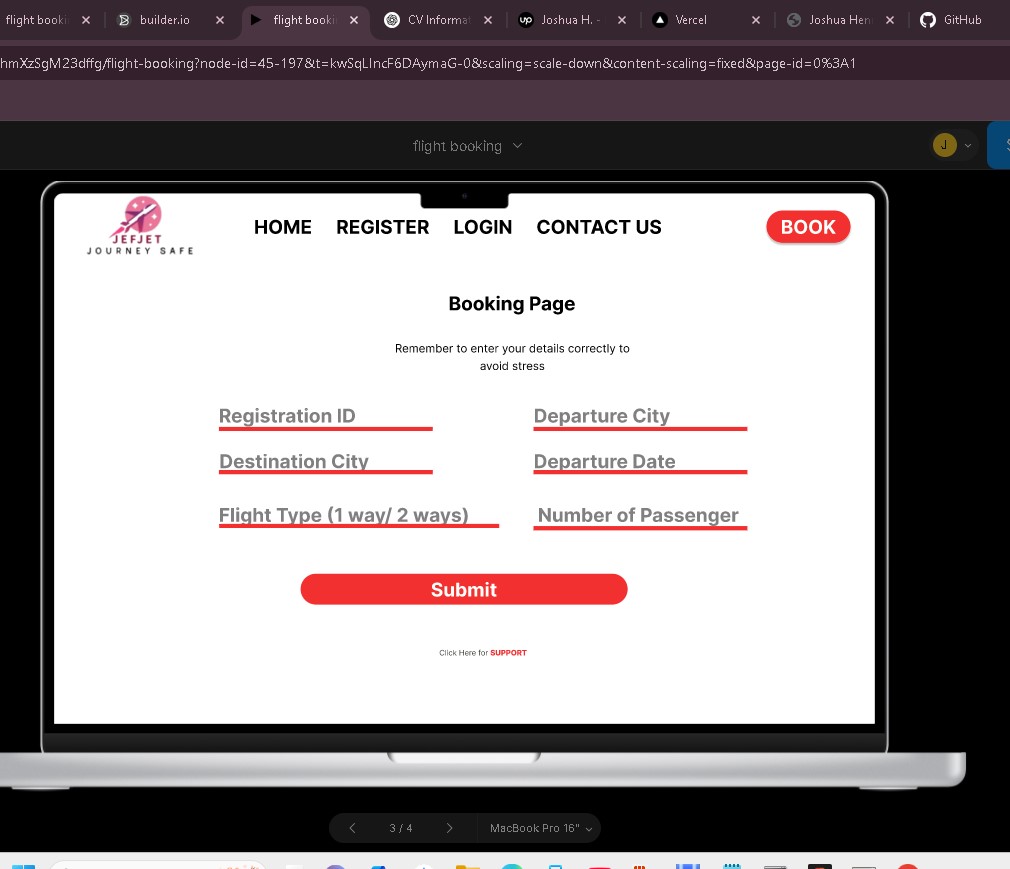 flight booki
builder.io
flight booki
CV Informat
Joshua H. -
Vercel
Joshua Hen
GitHub
hmXzSgM23dffg/flight-booking?node-id=45-197&t=kwSqLIncF6DAymaG-0&scaling=scale-down&content-scaling=fixed&page-id=0%3A1
flight booking
J
JEFJET
JOURNEY SAFE
HOME REGISTER LOGIN CONTACT US
BOOK
Booking Page
Remember to enter your details correctly to
avoid stress
Registration ID
Departure City
Destination City
Departure Date
Flight Type (1 way/ 2 ways)
Number of Passenger
Submit
Click Here for SUPPORT
3 / 4
MacBook Pro 16"